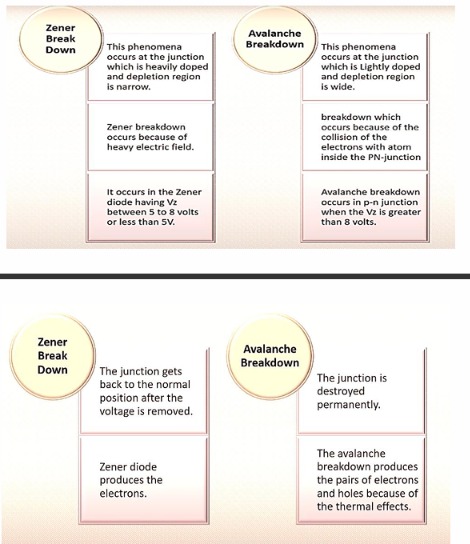 Zener
Break
Down
This phenomena
occurs at the junction
which is heavily doped
and depletion region
is narrow.
Zener breakdown
occurs because of
heavy electric field.
It occurs in the Zener
diode having Vz
between 5 to 8 volts
or less than 5V.
Avalanche
Breakdown
This phenomena
occurs at the junction
which is Lightly doped
and depletion region
is wide.
breakdown which
occurs because of the
collision of the
electrons with atom
inside the PN-junction
Avalanche breakdown
occurs in p-n junction
when the Vz is greater
than 8 volts.
Zener
Break
Down
The junction gets
back to the normal
position after the
voltage is removed.
Zener diode
produces the
electrons.
Avalanche
Breakdown
The junction is
destroyed
permanently.
The avalanche
breakdown produces
the pairs of electrons
and holes because of
the thermal effects.